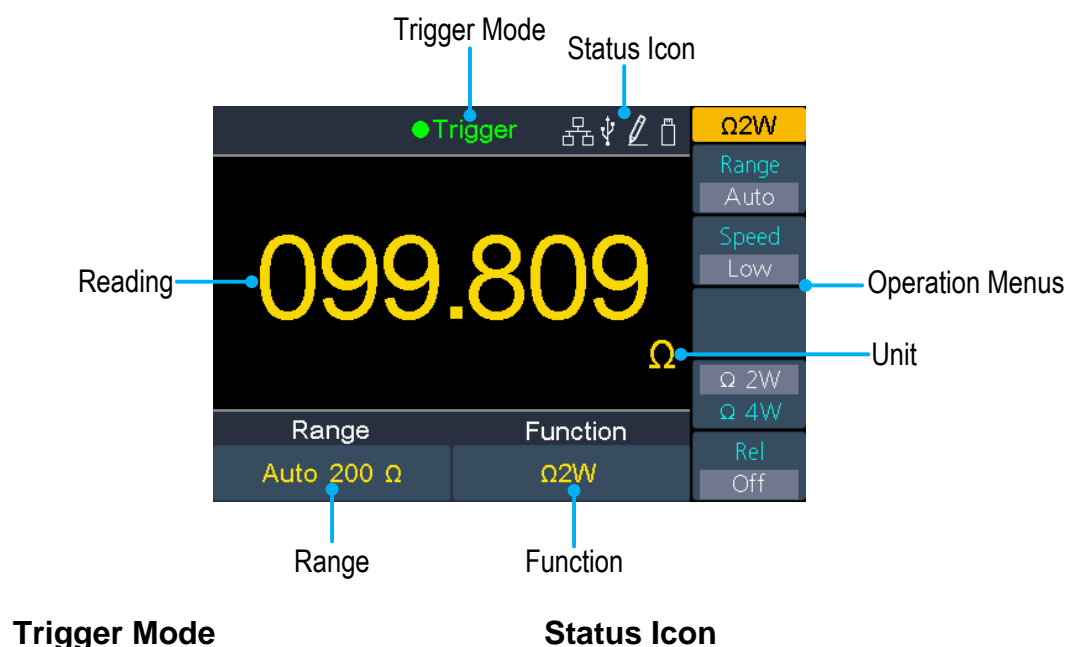 Trigger Mode
Status Icon
Trigger
Ω2W
Range
Auto
Speed
Low
Reading
099.809
Operation Menus
Ω
Unit
Ω 2W
Ω 4W
Range
Function
Rel
Auto 200 Ω
Ω2W
Off
Range
Function
Trigger Mode
Status Icon